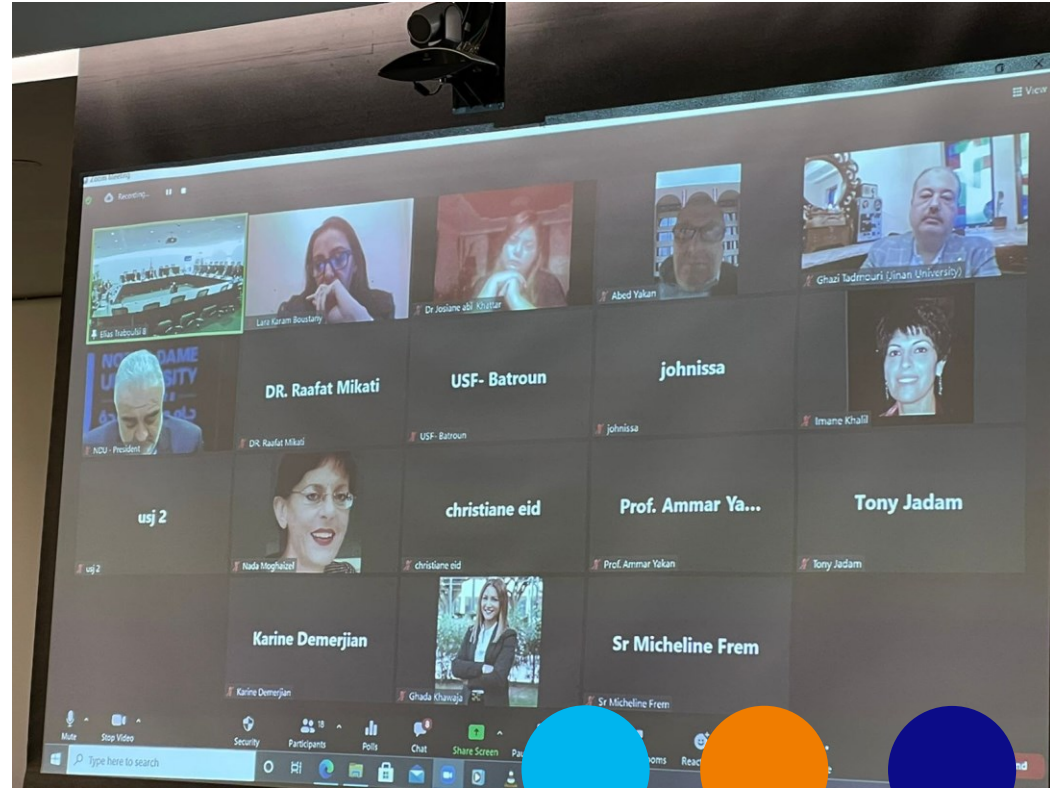 Zoom Meeting
View
Recording...
Elias Traboulsi
Lara Karam Boustany
Dr Josiane abi Khattar
Abed Yakan
Ghazi Tadmouri (Jinan University)
DAME
NDU - President
DR. Raafat Mikati
DR. Raafat Mikati
USF- Batroun
USF- Batroun
johnissa
johnissa
Imane Khalil
usj 2
usj 2
Nada Moghaizel
christiane eid
christiane eid
Prof. Ammar Ya...
Prof. Ammar Yakan
Tony Jadam
Tony Jadam
Karine Demerjian
Karine Demerjian
Ghada Khawaja
Sr Micheline Frem
Sr Micheline Frem
Mute
Stop Video
Security
Participants
18
Polls
Chat
8
Share Screen
Type here to search